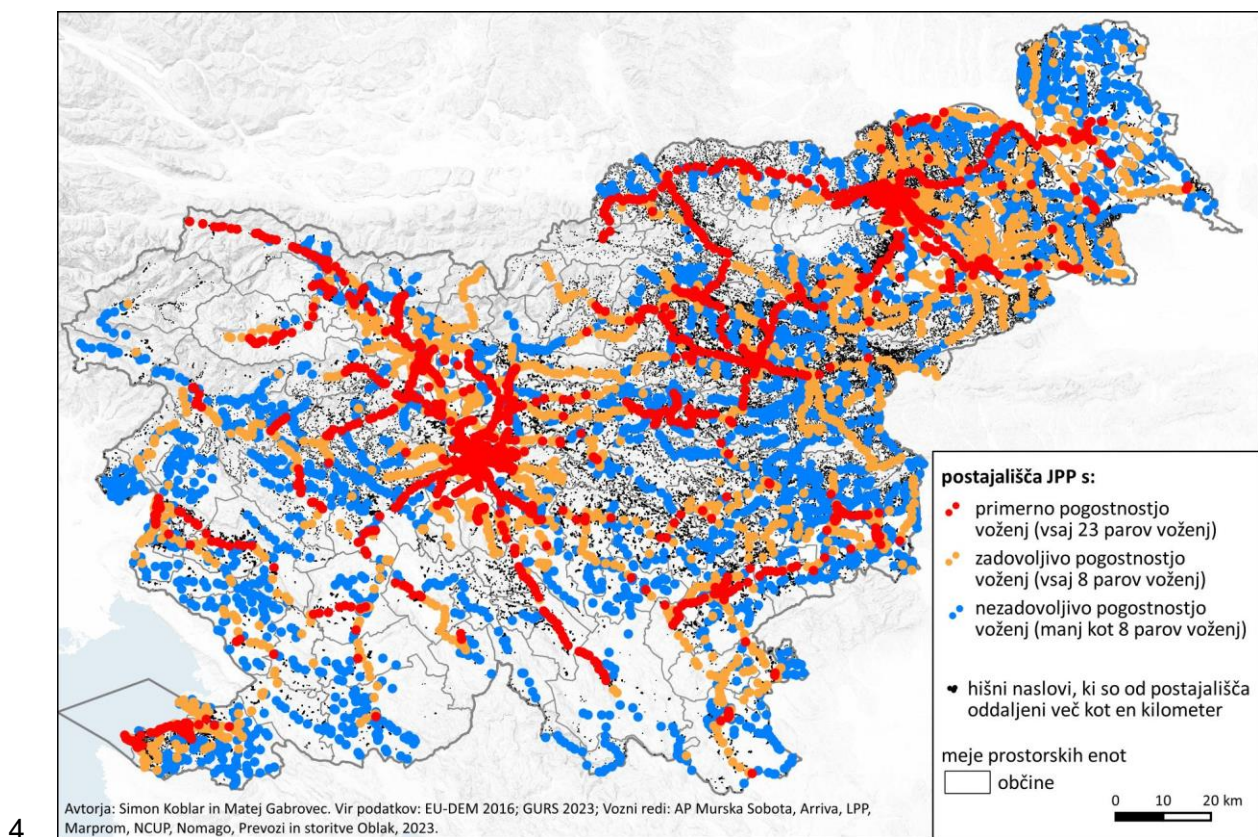 postajališča JPP s:
primerno pogostnostjo
voženj (vsaj 23 parov voženj)
zadovoljivo pogostnostjo
voženj (vsaj 8 parov voženj)
nezadovoljivo pogostnostjo
voženj (manj kot 8 parov voženj)
hišni naslovi, ki so od postajališča
oddaljeni več kot en kilometer
meje prostorskih enot
občine
0 10 20 km
Avtorja: Simon Koblar in Matej Gabrovec. Vir podatkov: EU-DEM 2016; GURS 2023; Vozni redi: AP Murska Sobota, Arriva, LPP,
Marprom, NCUP, Nomago, Prevozi in storitve Oblak, 2023.
4